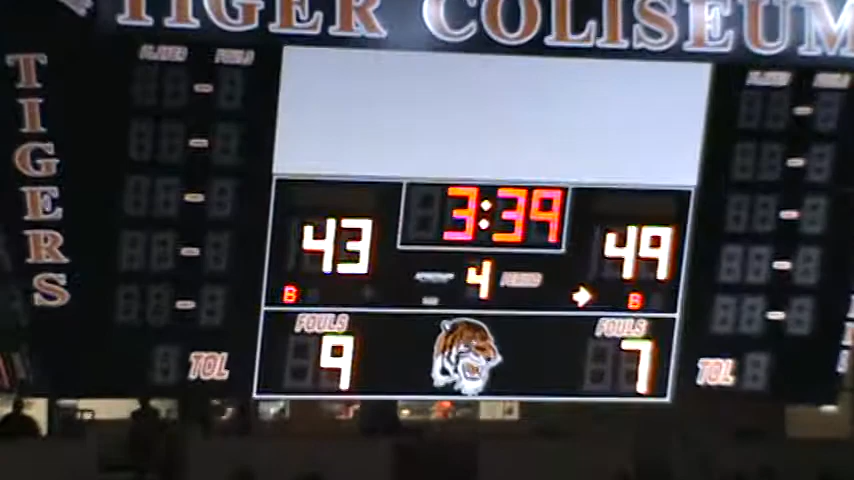 TIGER COLISEUM
TIGERS
PLAYER FOULS
PLAYER FOULS
3:39
43
49
4 PERIOD
B
B
FOULS
FOULS
9
7
TOL
TOL